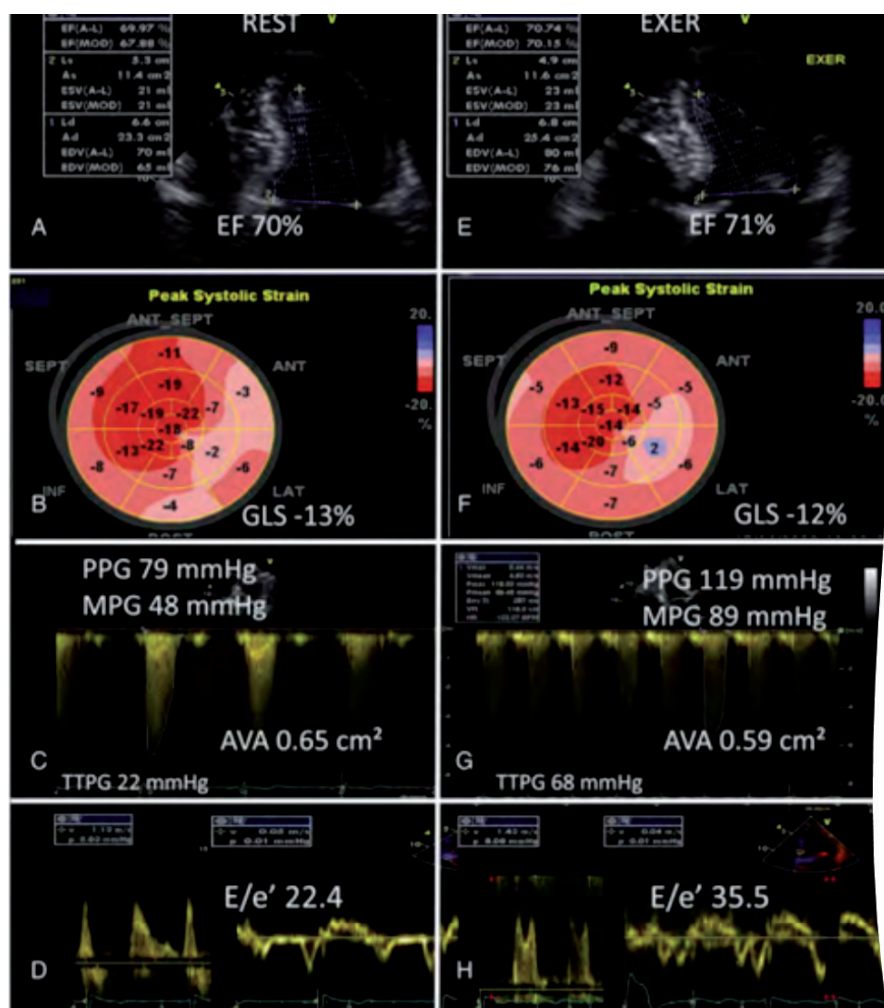 REST
V
EF(A-L) 69.97 %
EF(MOD) 67.88 %
2 Ls 5.3 cm
As 11.4 cm2
ESV(A-L) 21 ml
ESV(MOD) 21 ml
1 Ld 6.6 cm
Ad 23.3 cm2
EDV(A-L) 70 ml
EDV(MOD) 65 ml
A
EF 70%
EXER
V
EF(A-L) 70.74 %
EF(MOD) 70.15 %
EXER
2 Ls 4.9 cm
As 11.6 cm2
ESV(A-L) 23 ml
ESV(MOD) 23 ml
1 Ld 6.8 cm
Ad 25.4 cm2
EDV(A-L) 80 ml
EDV(MOD) 76 ml
E
EF 71%
Peak Systolic Strain
ANT_SEPT
20.
SEPT
ANT
-11
-9
-19
-3
-17
-19
-22
-7
-18
-13
-22
-8
-2
-8
-7
-6
-4
INF
LAT
-20.
%
B
GLS -13%
Peak Systolic Strain
ANT_SEPT
20.0
SEPT
ANT
-9
-5
-12
-5
-13
-15
-14
-5
-14
-14
-20
-6
2
-6
-7
-6
-7
INF
LAT
-20.0
%
F
GLS -12%
PPG 79 mmHg
MPG 48 mmHg
AVA 0.65 cm²
C
TTPG 22 mmHg
PPG 119 mmHg
MPG 89 mmHg
AVA 0.59 cm²
G
TTPG 68 mmHg
E/e’ 22.4
D
E/e’ 35.5
H